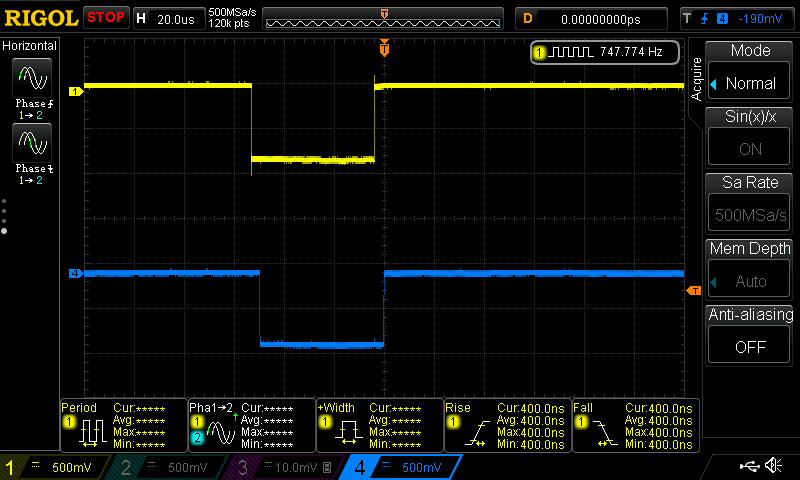 RIGOL STOP H 20.0us 500MSa/s 120k pts T D 0.00000000ps T 4 -190mV
Horizontal
Phase
1→2
Phase
1→2
1 747.774 Hz
T
1
4
T
Acquire
Mode
Normal
Sin(x)/x
ON
Sa Rate
500MSa/s
Mem Depth
Auto
Anti-aliasing
OFF
Period
1
Cur:*****
Avg:*****
Max:*****
Min:*****
Pha1→2
1
2
Cur:*****
Avg:*****
Max:*****
Min:*****
+Width
1
Cur:*****
Avg:*****
Max:*****
Min:*****
Rise
1
Cur:400.0ns
Avg:400.0ns
Max:400.0ns
Min:400.0ns
Fall
1
Cur:400.0ns
Avg:400.0ns
Max:400.0ns
Min:400.0ns
1 500mV 2 500mV 3 10.0mV B 4 500mV